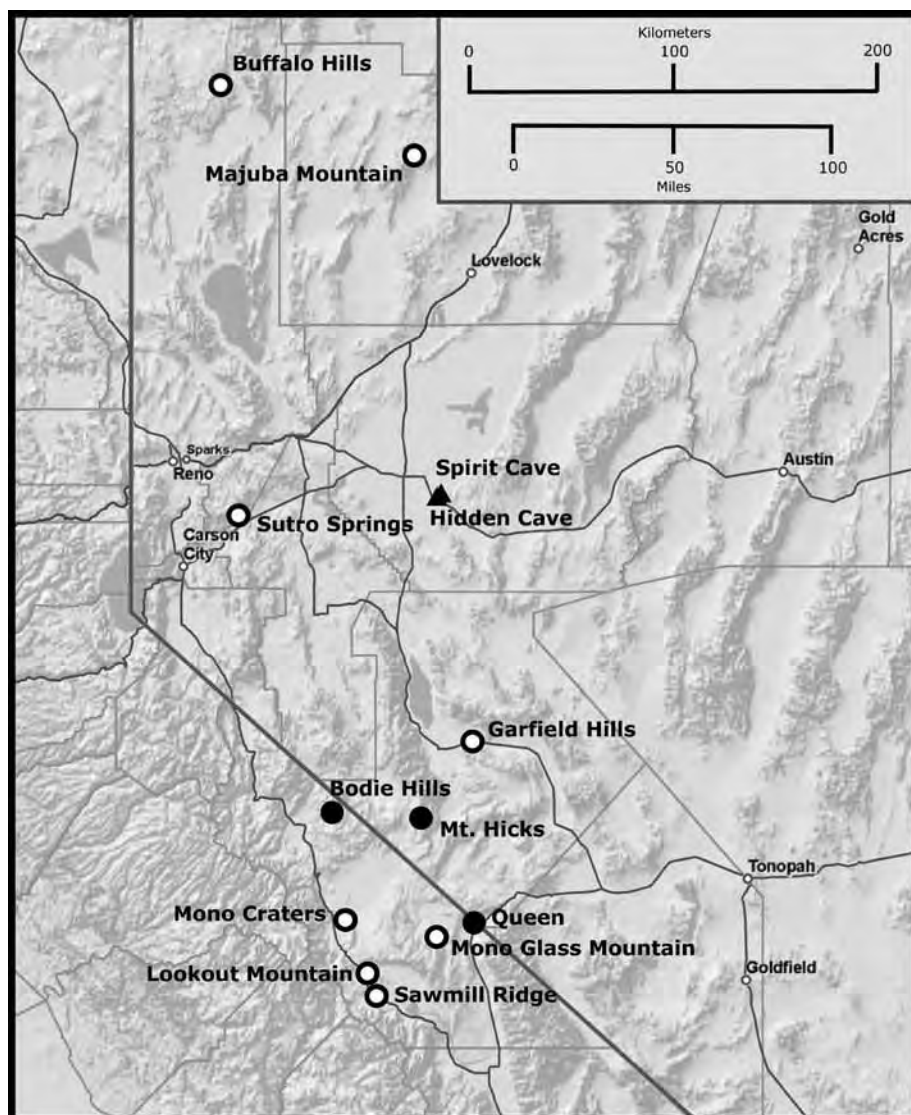 Kilometers
0 100 200
0 50 100
Miles
Buffalo Hills
Majuba Mountain
Gold
Acres
Lovelock
Sparks
Reno
Spirit Cave
Austin
Hidden Cave
Sutro Springs
Carson
City
Garfield Hills
Bodie Hills
Mt. Hicks
Tonopah
Mono Craters
Queen
Mono Glass Mountain
Lookout Mountain
Goldfield
Sawmill Ridge